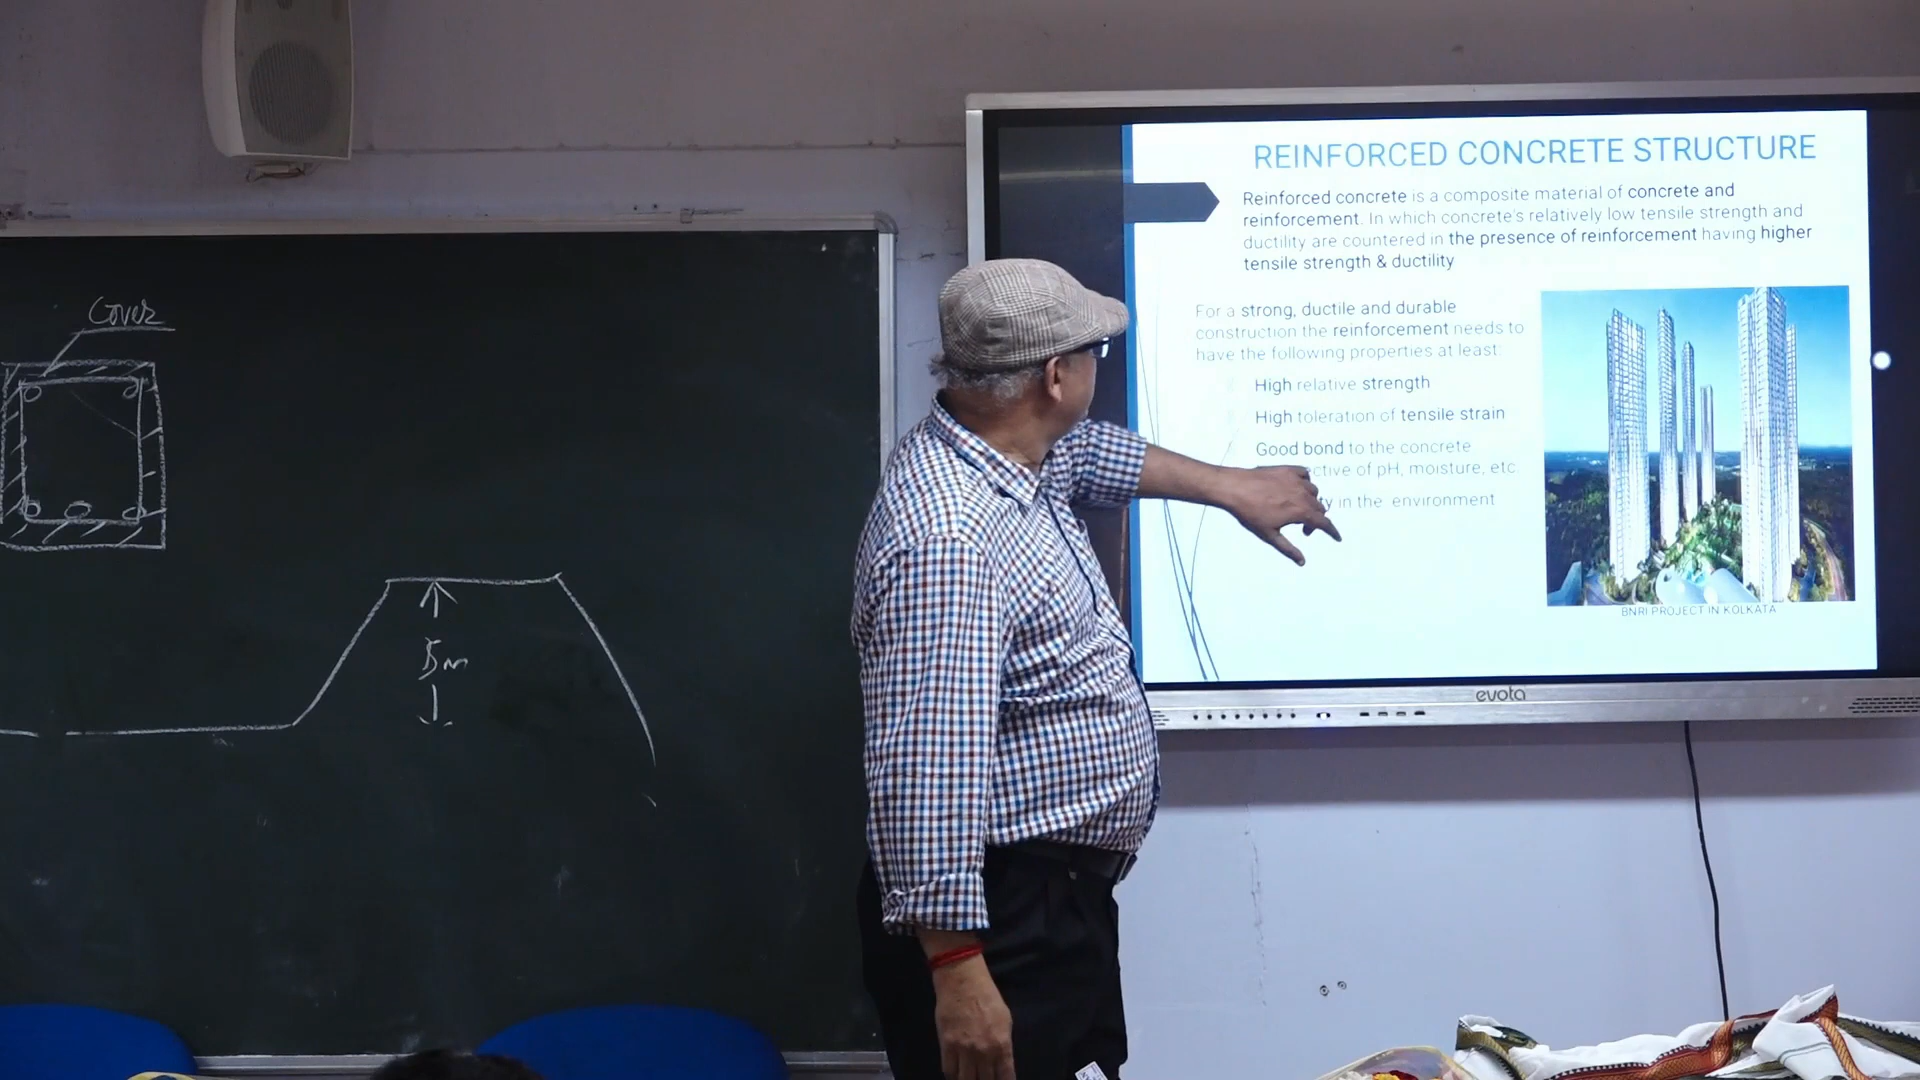 Cover
5m
REINFORCED CONCRETE STRUCTURE
Reinforced concrete is a composite material of concrete and
reinforcement. In which concrete's relatively low tensile strength and
ductility are countered in the presence of reinforcement having higher
tensile strength & ductility
For a strong, ductile and durable
construction the reinforcement needs to
have the following properties at least:
High relative strength
High toleration of tensile strain
Good bond to the concrete
of pH, moisture, etc.
in the environment
BNRI PROJECT IN KOLKATA
evota